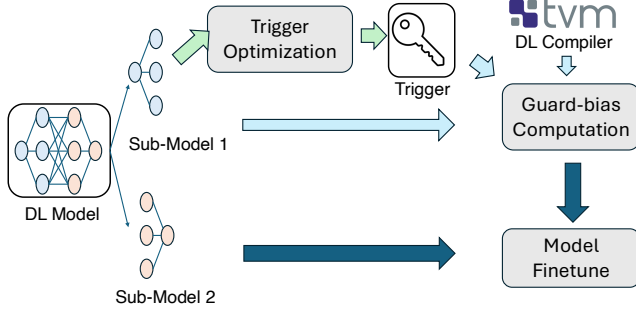 tvm
DL Compiler
Trigger
Optimization
Trigger
Guard-bias
Computation
Sub-Model 1
DL Model
Model
Finetune
Sub-Model 2